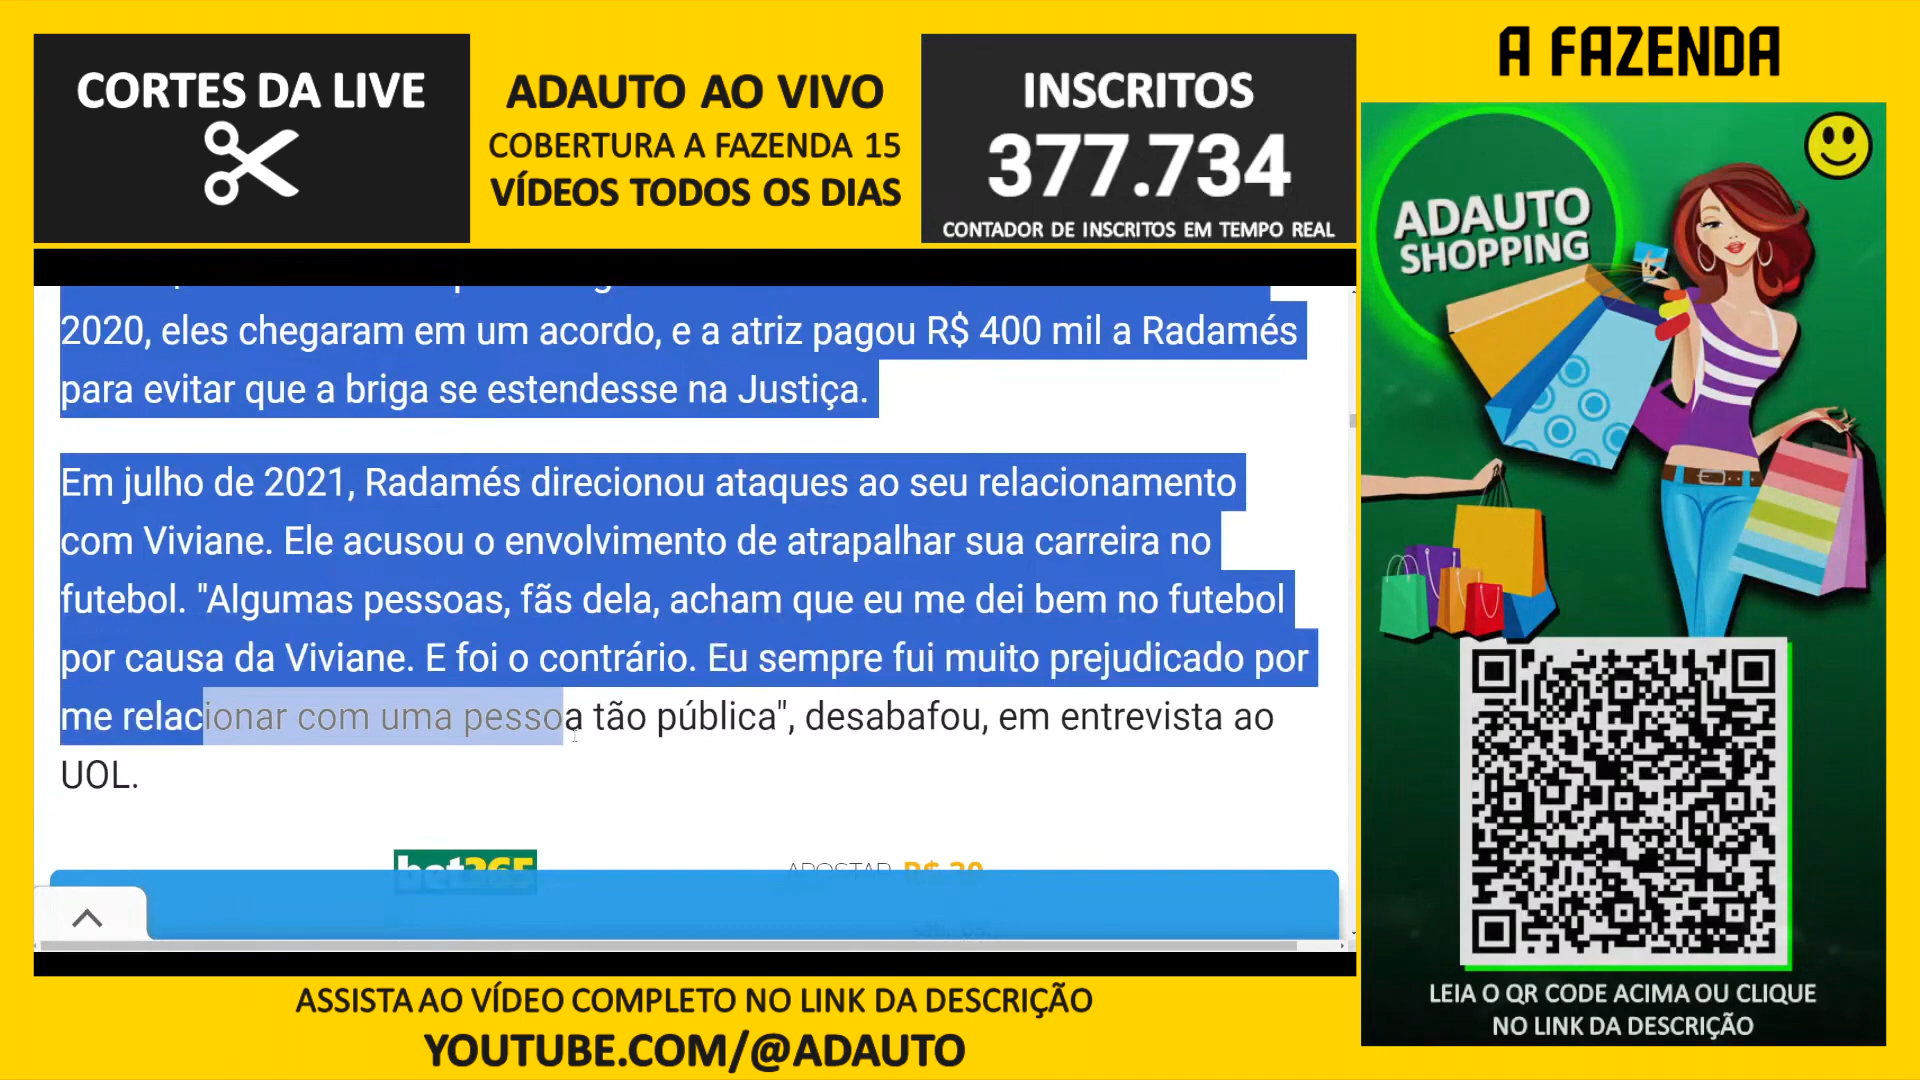 CORTES DA LIVE
ADAUTO AO VIVO
COBERTURA A FAZENDA 15
VÍDEOS TODOS OS DIAS
INSCRITOS
377.734
CONTADOR DE INSCRITOS EM TEMPO REAL
A FAZENDA
ADAUTO
SHOPPING
2020, eles chegaram em um acordo, e a atriz pagou R$ 400 mil a Radamés
para evitar que a briga se estendesse na Justiça.
Em julho de 2021, Radamés direcionou ataques ao seu relacionamento
com Viviane. Ele acusou o envolvimento de atrapalhar sua carreira no
futebol. "Algumas pessoas, fãs dela, acham que eu me dei bem no futebol
por causa da Viviane. E foi o contrário. Eu sempre fui muito prejudicado por
me relacionar com uma pessoa tão pública", desabafou, em entrevista ao
UOL.
bet365
APOSTAR R$ 20
LEIA O QR CODE ACIMA OU CLIQUE
NO LINK DA DESCRIÇÃO
ASSISTA AO VÍDEO COMPLETO NO LINK DA DESCRIÇÃO
YOUTUBE.COM/@ADAUTO